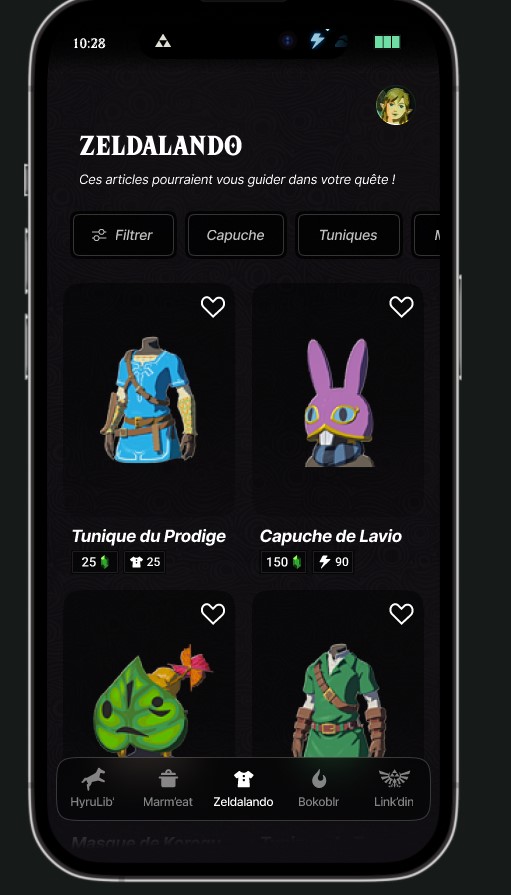 10:28
ZELDALANDO
Ces articles pourraient vous guider dans votre quête !
Filtrer
Capuche
Tuniques
Tunique du Prodige
25
25
Capuche de Lavio
150
90
HyruLib'
Marm'eat
Zeldalando
Bokoblr
Link'din
Masque de Korogu